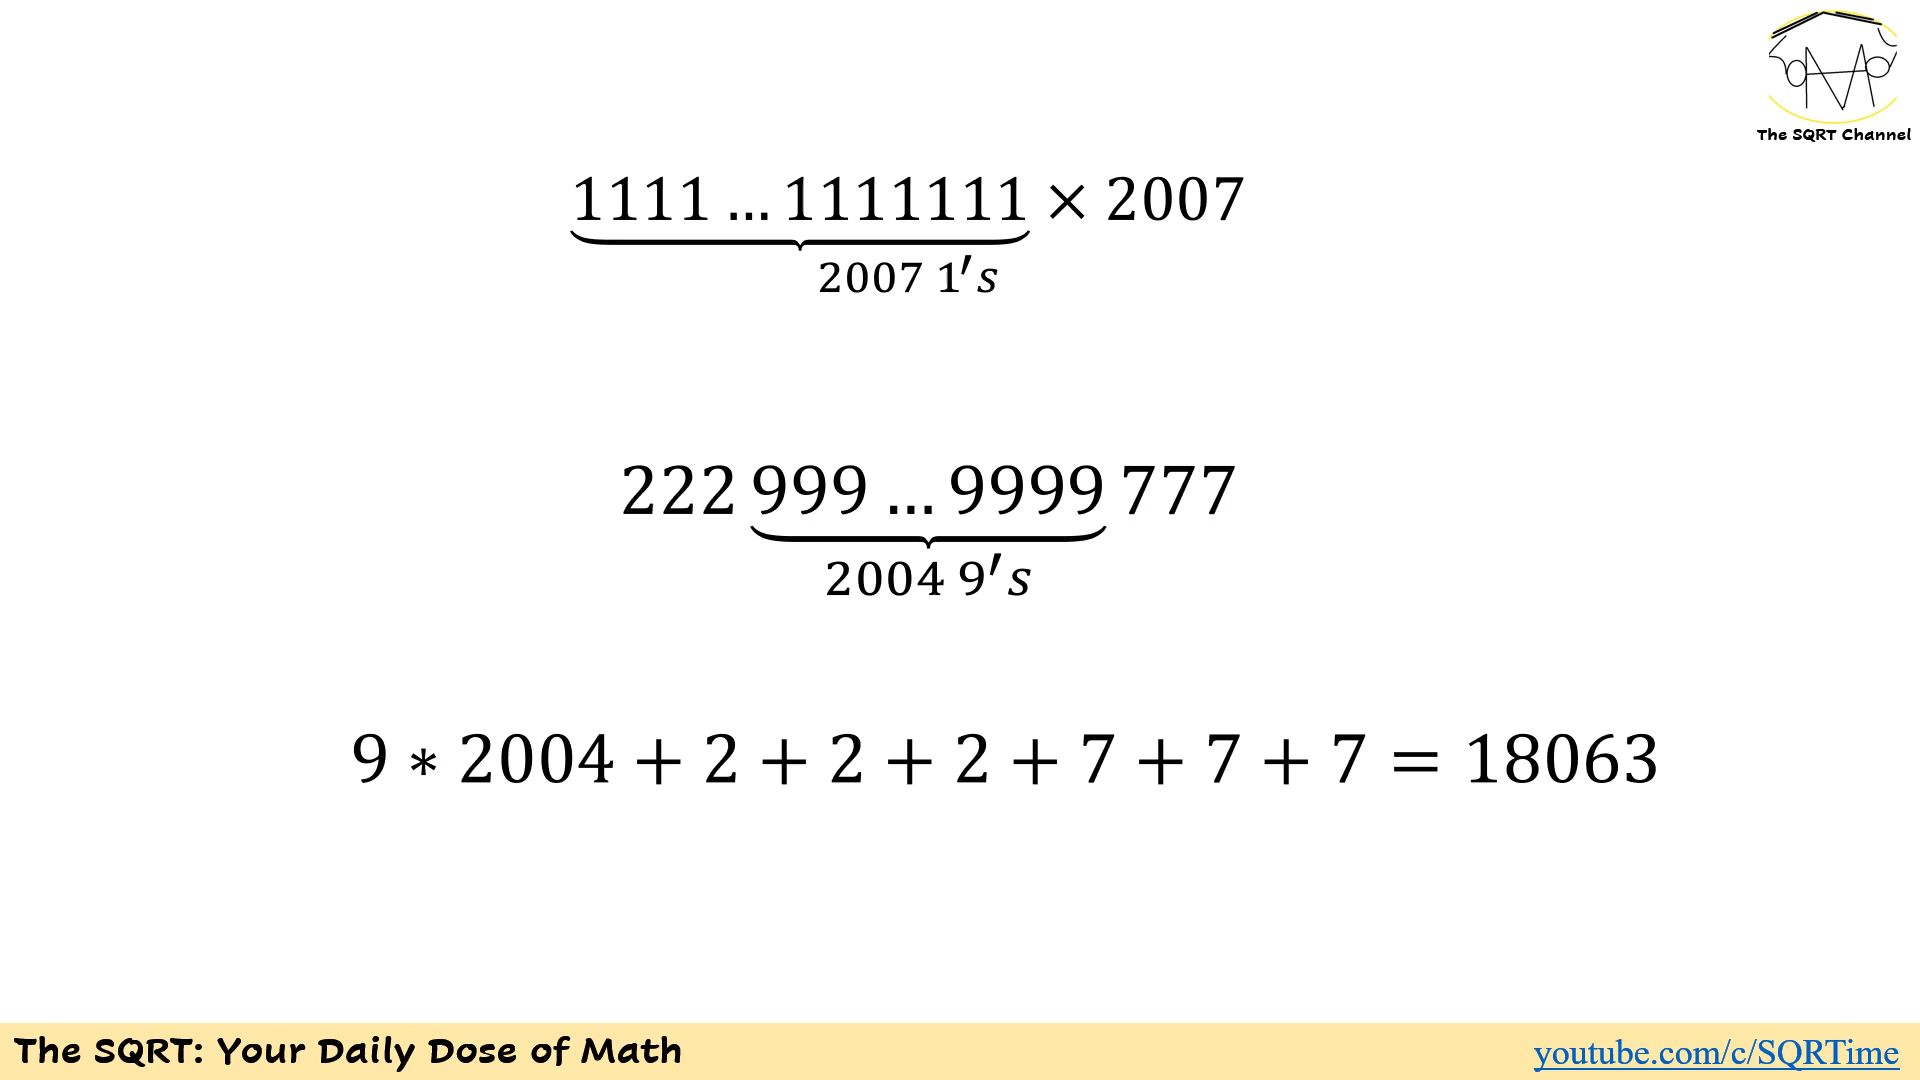 The SQRT Channel
1111 … 1111111 × 2007
2007 1′s
222 999 … 9999 777
2004 9′s
9 ∗ 2004 + 2 + 2 + 2 + 7 + 7 + 7 = 18063
The SQRT: Your Daily Dose of Math
youtube.com/c/SQRTime